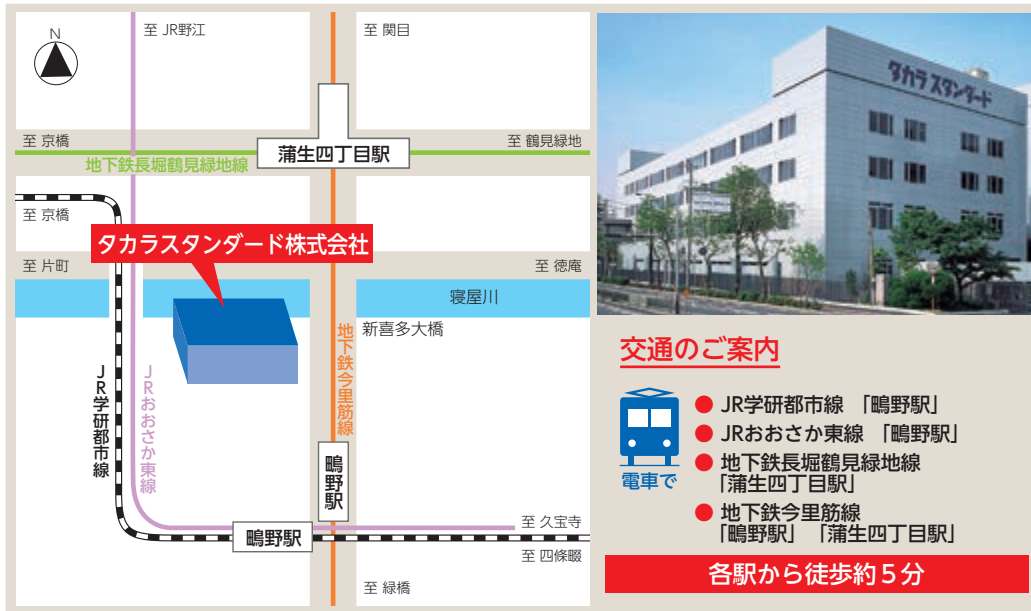 N
至 JR野江
至 関目
至 京橋
至 鶴見緑地
蒲生四丁目駅
地下鉄長堀鶴見緑地線
至 京橋
タカラスタンダード株式会社
至 片町
至 徳庵
寝屋川
新喜多大橋
地下鉄今里筋線
JR学研都市線
JRおおさか東線
鴫野駅
鴫野駅
至 久宝寺
至 四條畷
至 緑橋
タカラスタンダード
交通のご案内
電車で
● JR学研都市線 「鴫野駅」
● JRおおさか東線 「鴫野駅」
● 地下鉄長堀鶴見緑地線
「蒲生四丁目駅」
● 地下鉄今里筋線
「鴫野駅」 「蒲生四丁目駅」
各駅から徒歩約5分